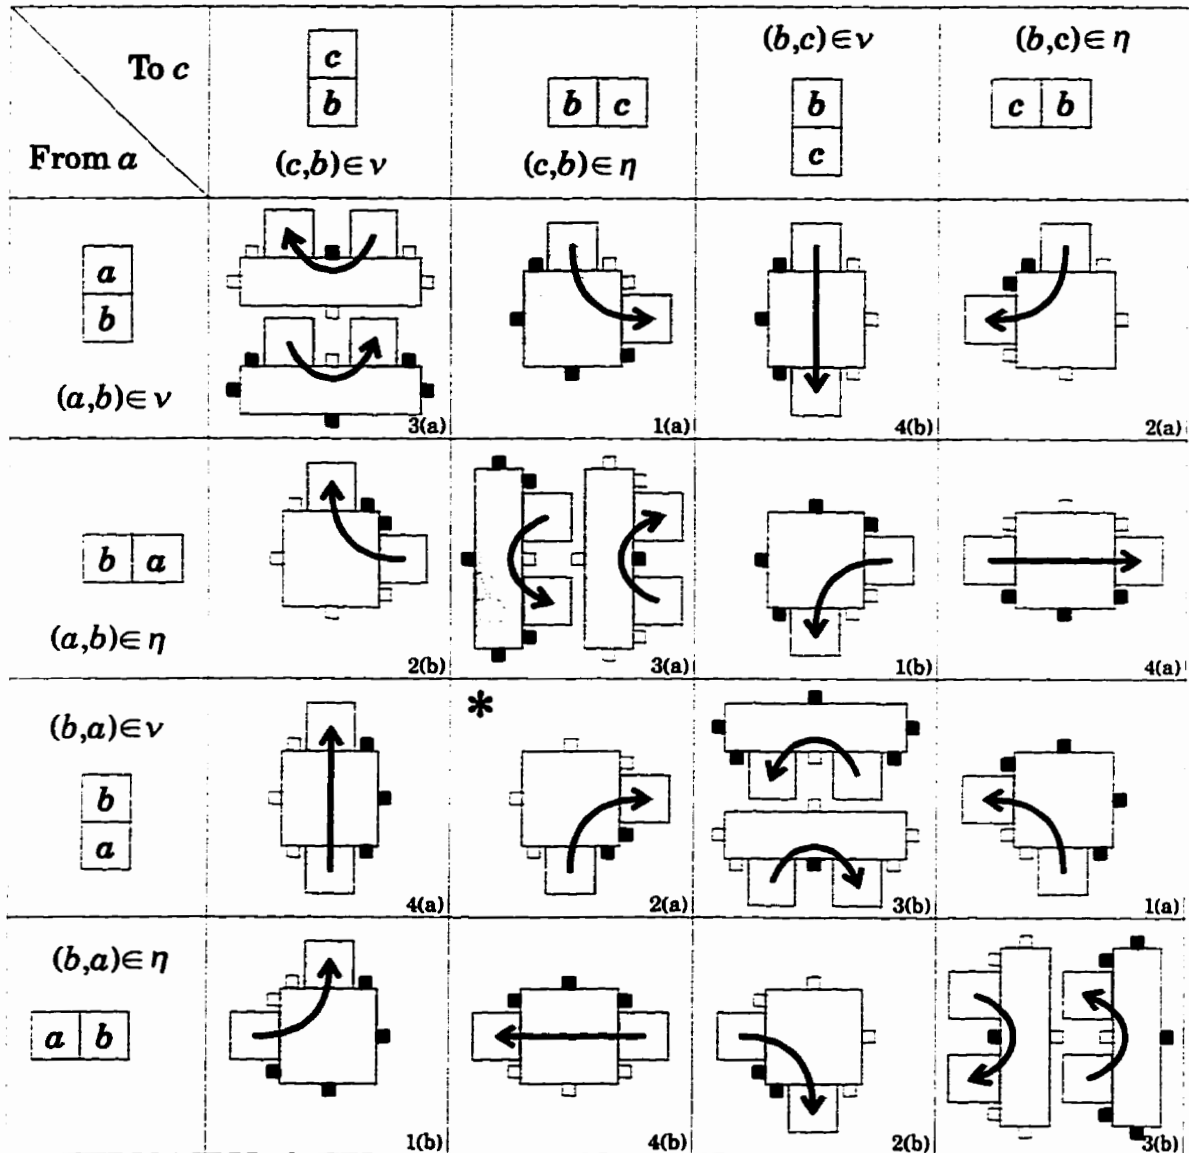 To c
From a
c
b
(c,b)∈ν
b c
(c,b)∈η
(b,c)∈ν
b
c
(b,c)∈η
c b
a
b
(a,b)∈ν
3(a)
1(a)
4(b)
2(a)
b a
(a,b)∈η
2(b)
3(a)
1(b)
4(a)
(b,a)∈ν
b
a
4(a)
*
2(a)
3(b)
1(a)
(b,a)∈η
a b
1(b)
4(b)
2(b)
3(b)